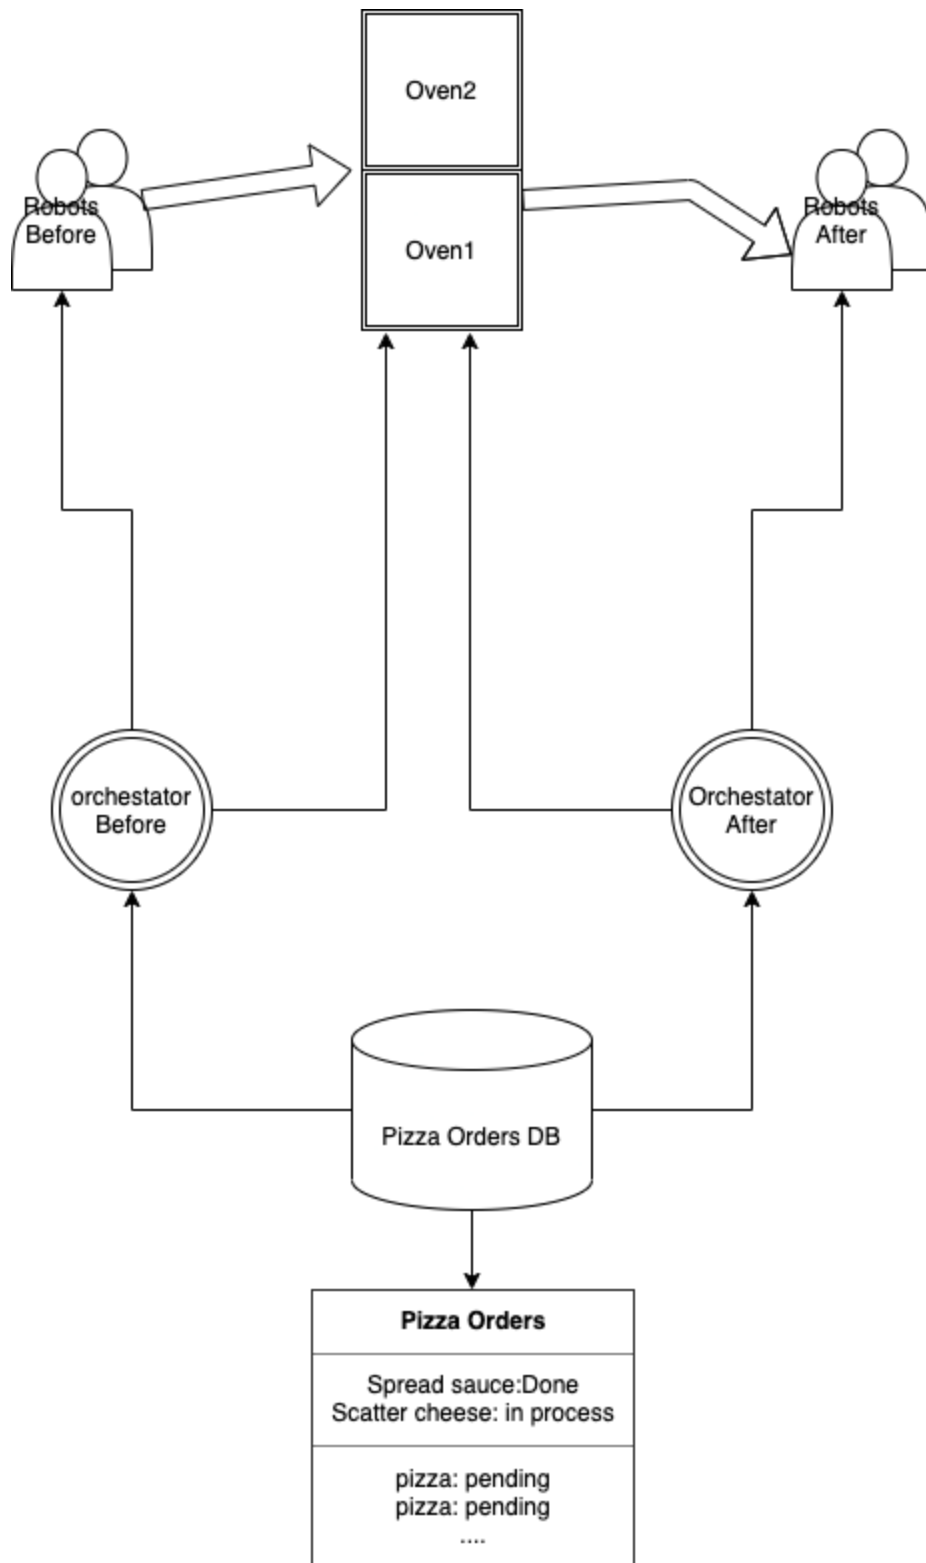 Oven2
Robots
Before
Oven1
Robots
After
orchestator
Before
Orchestator
After
Pizza Orders DB
Pizza Orders
Spread sauce:Done
Scatter cheese: in process
pizza: pending
pizza: pending
....